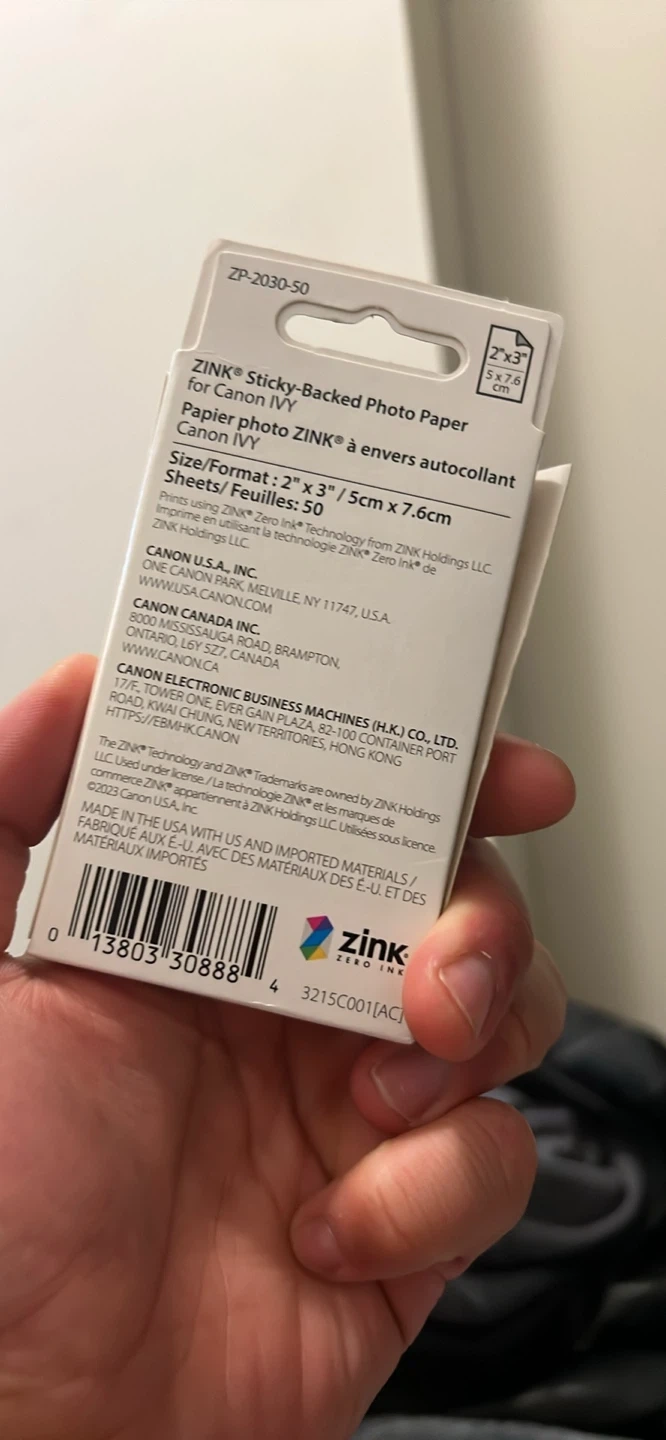 ZP-2030-50
2"x3"
5 x 7.6
cm
ZINK® Sticky-Backed Photo Paper
for Canon IVY
Papier photo ZINK® à envers autocollant
Canon IVY
Size/Format : 2" x 3" / 5cm x 7.6cm
Sheets/ Feuilles: 50
Prints using ZINK® Zero Ink® Technology from ZINK Holdings LLC.
Imprime en utilisant la technologie ZINK® Zero Ink® de
ZINK Holdings LLC.
CANON U.S.A., INC.
ONE CANON PARK, MELVILLE, NY 11747, U.S.A.
WWW.USA.CANON.COM
CANON CANADA INC.
8000 MISSISSAUGA ROAD, BRAMPTON,
ONTARIO, L6Y 5Z7, CANADA
WWW.CANON.CA
CANON ELECTRONIC BUSINESS MACHINES (H.K.) CO., LTD.
17/F., TOWER ONE, EVER GAIN PLAZA, 82-100 CONTAINER PORT
ROAD, KWAI CHUNG, NEW TERRITORIES, HONG KONG
HTTPS://EBMHK.CANON
The ZINK® Technology and ZINK® Trademarks are owned by ZINK Holdings
LLC. Used under license. / La technologie ZINK® et les marques de
commerce ZINK® appartiennent à ZINK Holdings LLC. Utilisées sous licence.
©2023 Canon U.S.A., Inc.
MADE IN THE USA WITH US AND IMPORTED MATERIALS /
FABRIQUÉ AUX É.-U. AVEC DES MATÉRIAUX DES É.-U. ET DES
MATÉRIAUX IMPORTÉS
0 13803 30888 4
zink
ZERO INK
3215C001[AC]